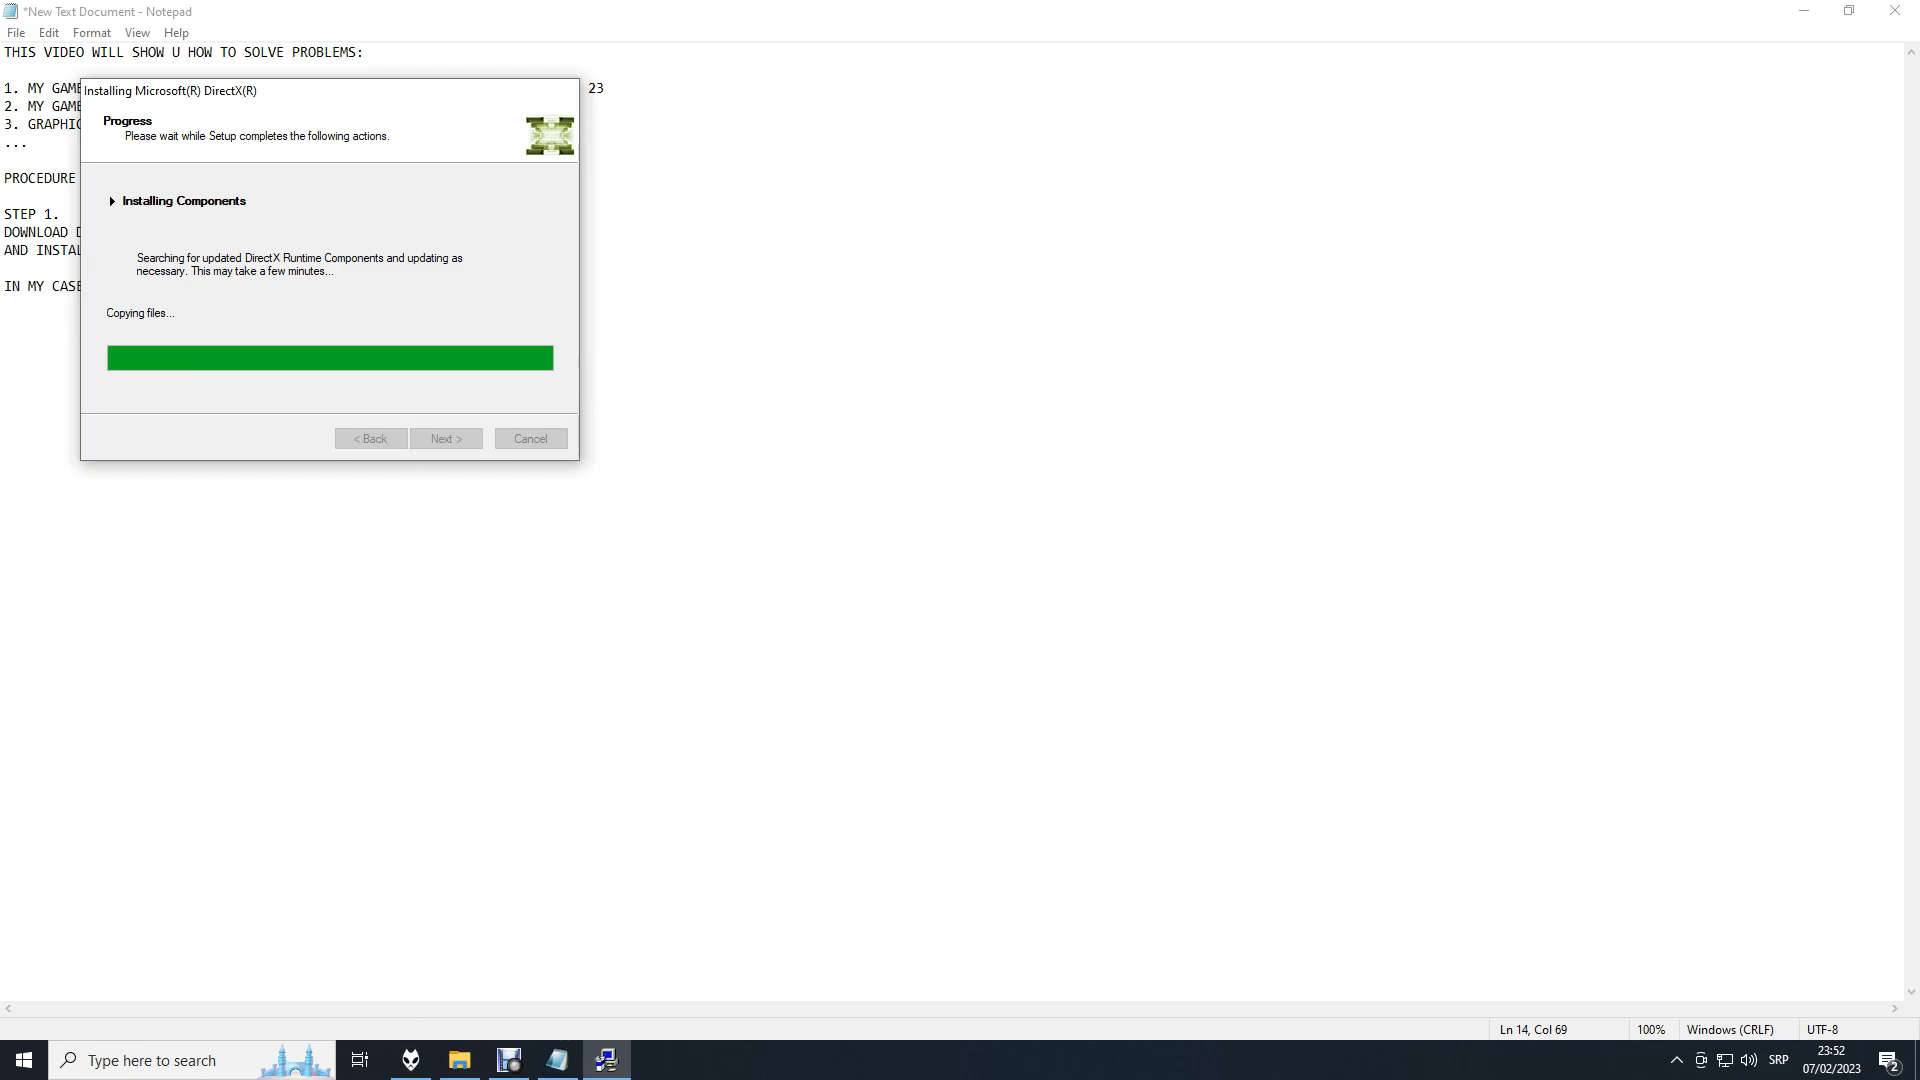 *New Text Document - Notepad
File Edit Format View Help
THIS VIDEO WILL SHOW U HOW TO SOLVE PROBLEMS:
1. MY GAME
23
2. MY GAME
3. GRAPHIC
...
PROCEDURE
STEP 1.
DOWNLOAD D
AND INSTAL
IN MY CASE
Installing Microsoft(R) DirectX(R)
Progress
Please wait while Setup completes the following actions.
Installing Components
Searching for updated DirectX Runtime Components and updating as
necessary. This may take a few minutes...
Copying files...
< Back Next > Cancel
Ln 14, Col 69 100% Windows (CRLF) UTF-8
Type here to search
SRP
23:52
07/02/2023
2